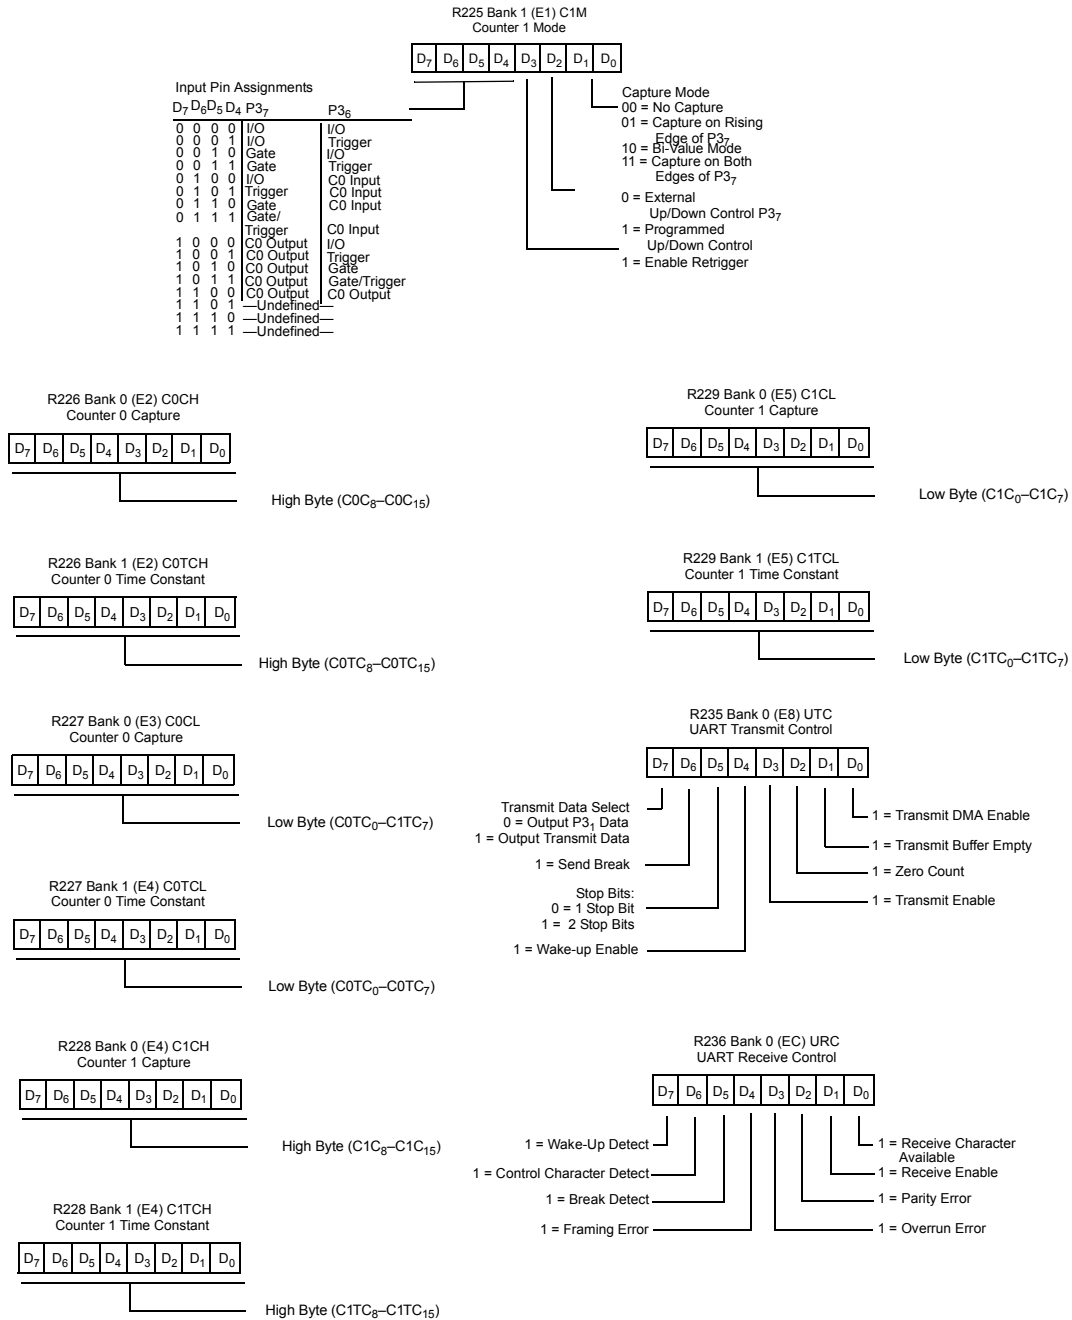 R225 Bank 1 (E1) C1M
Counter 1 Mode
D7 D6 D5 D4 D3 D2 D1 D0
Input Pin Assignments
D7 D6 D5 D4 P37 P36
0 0 0 0 I/O I/O
0 0 0 1 I/O Trigger
0 0 1 0 Gate I/O
0 0 1 1 Gate Trigger
0 1 0 0 I/O C0 Input
0 1 0 1 Trigger C0 Input
0 1 1 0 Gate C0 Input
0 1 1 1 Gate/
Trigger C0 Input
1 0 0 0 C0 Output I/O
1 0 0 1 C0 Output Trigger
1 0 1 0 C0 Output Gate
1 0 1 1 C0 Output Gate/Trigger
1 1 0 0 C0 Output C0 Output
1 1 0 1 —Undefined—
1 1 1 0 —Undefined—
1 1 1 1 —Undefined—
Capture Mode
00 = No Capture
01 = Capture on Rising
Edge of P37
10 = Bi-Value Mode
11 = Capture on Both
Edges of P37
0 = External
Up/Down Control P37
1 = Programmed
Up/Down Control
1 = Enable Retrigger
R226 Bank 0 (E2) C0CH
Counter 0 Capture
D7 D6 D5 D4 D3 D2 D1 D0
High Byte (C0C8–C0C15)
R226 Bank 1 (E2) C0TCH
Counter 0 Time Constant
D7 D6 D5 D4 D3 D2 D1 D0
High Byte (C0TC8–C0TC15)
R227 Bank 0 (E3) C0CL
Counter 0 Capture
D7 D6 D5 D4 D3 D2 D1 D0
Low Byte (C0TC0–C1TC7)
R227 Bank 1 (E4) C0TCL
Counter 0 Time Constant
D7 D6 D5 D4 D3 D2 D1 D0
Low Byte (C0TC0–C0TC7)
R228 Bank 0 (E4) C1CH
Counter 1 Capture
D7 D6 D5 D4 D3 D2 D1 D0
High Byte (C1C8–C1C15)
R228 Bank 1 (E4) C1TCH
Counter 1 Time Constant
D7 D6 D5 D4 D3 D2 D1 D0
High Byte (C1TC8–C1TC15)
R229 Bank 0 (E5) C1CL
Counter 1 Capture
D7 D6 D5 D4 D3 D2 D1 D0
Low Byte (C1C0–C1C7)
R229 Bank 1 (E5) C1TCL
Counter 1 Time Constant
D7 D6 D5 D4 D3 D2 D1 D0
Low Byte (C1TC0–C1TC7)
R235 Bank 0 (E8) UTC
UART Transmit Control
D7 D6 D5 D4 D3 D2 D1 D0
Transmit Data Select
0 = Output P31 Data
1 = Output Transmit Data
1 = Send Break
Stop Bits:
0 = 1 Stop Bit
1 = 2 Stop Bits
1 = Wake-up Enable
1 = Transmit DMA Enable
1 = Transmit Buffer Empty
1 = Zero Count
1 = Transmit Enable
R236 Bank 0 (EC) URC
UART Receive Control
D7 D6 D5 D4 D3 D2 D1 D0
1 = Wake-Up Detect
1 = Control Character Detect
1 = Break Detect
1 = Framing Error
1 = Receive Character
Available
1 = Receive Enable
1 = Parity Error
1 = Overrun Error